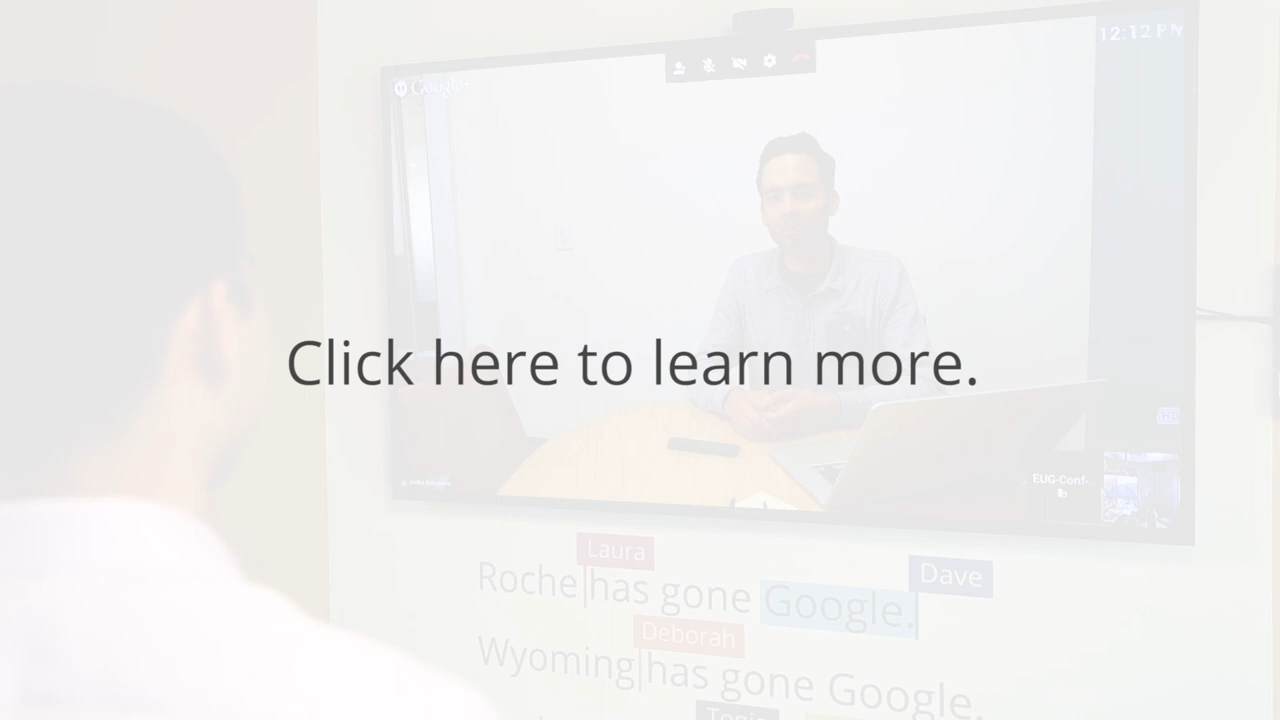 12:12 PM
Google+
Click here to learn more.
EUG-Conf-
Laura
Dave
Roche has gone Google.
Deborah
Wyoming has gone Google.